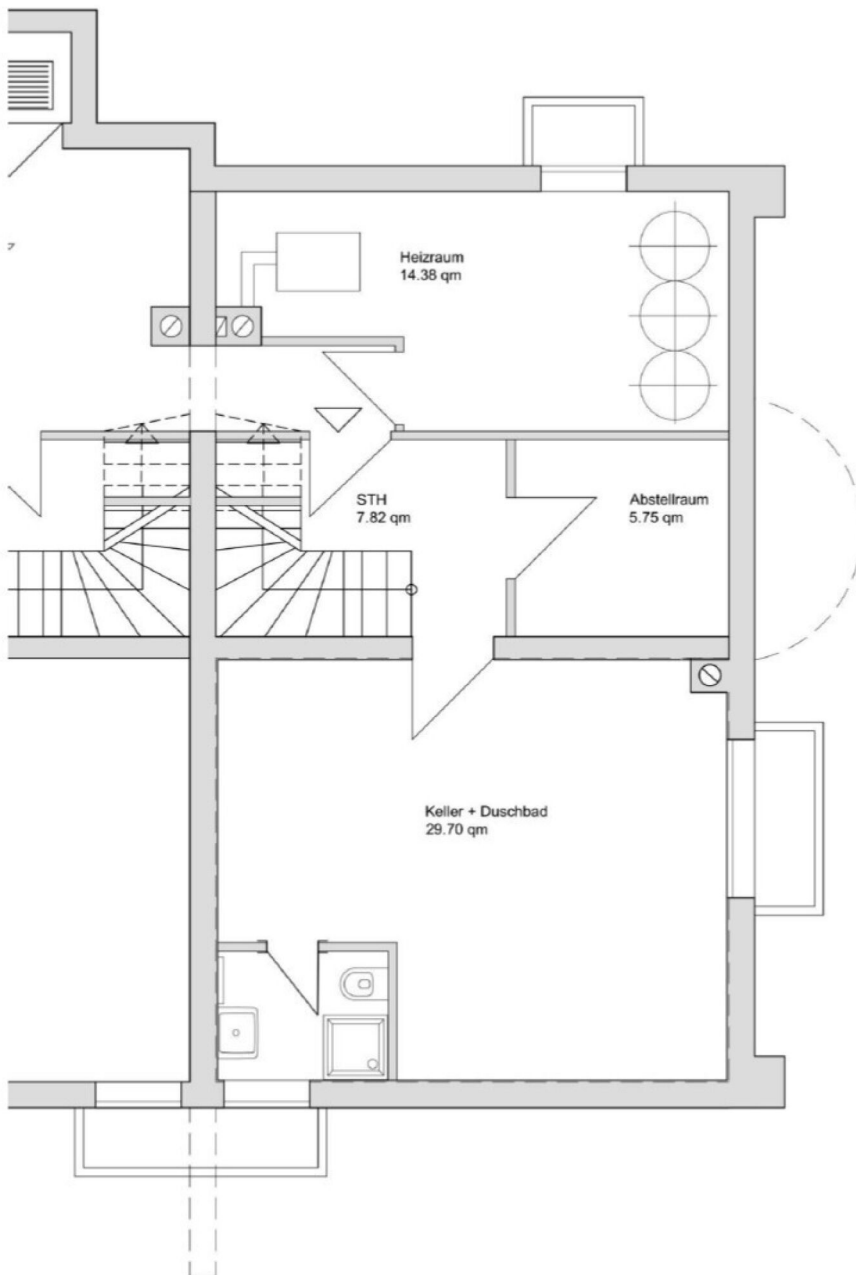 Heizraum
14.38 qm
STH
7.82 qm
Abstellraum
5.75 qm
Keller + Duschbad
29.70 qm